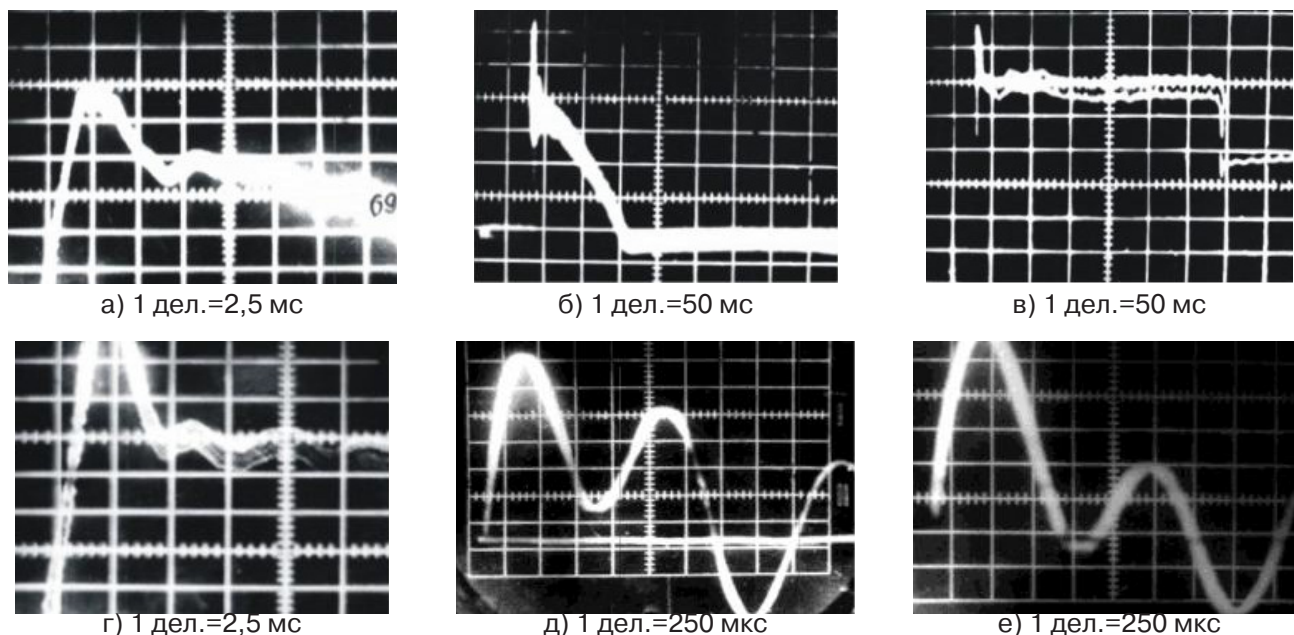 69
а) 1 дел.=2,5 мс
б) 1 дел.=50 мс
в) 1 дел.=50 мс
г) 1 дел.=2,5 мс
д) 1 дел.=250 мкс
е) 1 дел.=250 мкс